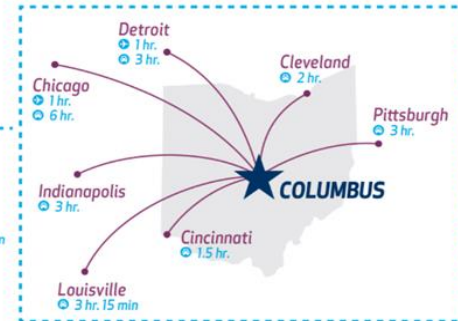 Detroit
1 hr.
3 hr.
Cleveland
2 hr.
Chicago
1 hr.
6 hr.
Pittsburgh
3 hr.
Indianapolis
3 hr.
COLUMBUS
Cincinnati
1.5 hr.
Louisville
3 hr. 15 min